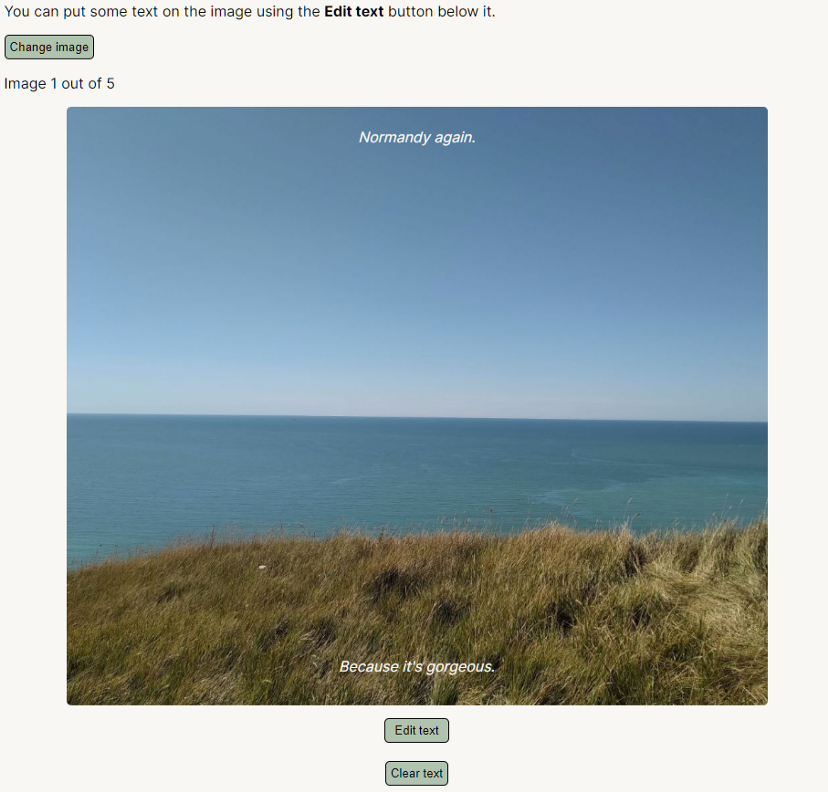 You can put some text on the image using the Edit text button below it.
Change image
Image 1 out of 5
Normandy again.
Because it's gorgeous.
Edit text
Clear text